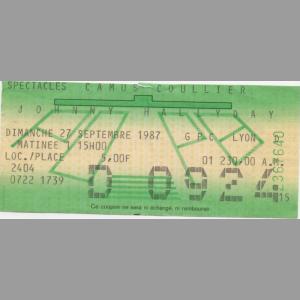 SPECTACLES CAMUS COULLIER
JOHNNY HALLYDAY
DIMANCHE 27 SEPTEMBRE 1987 G P C LYON
MATINEE 15H00
LOC./PLACE 5,00F 01 230,00 A.
2404
0722 1739
D 0924
15
Ce coupon ne sera ni échangé, ni remboursé